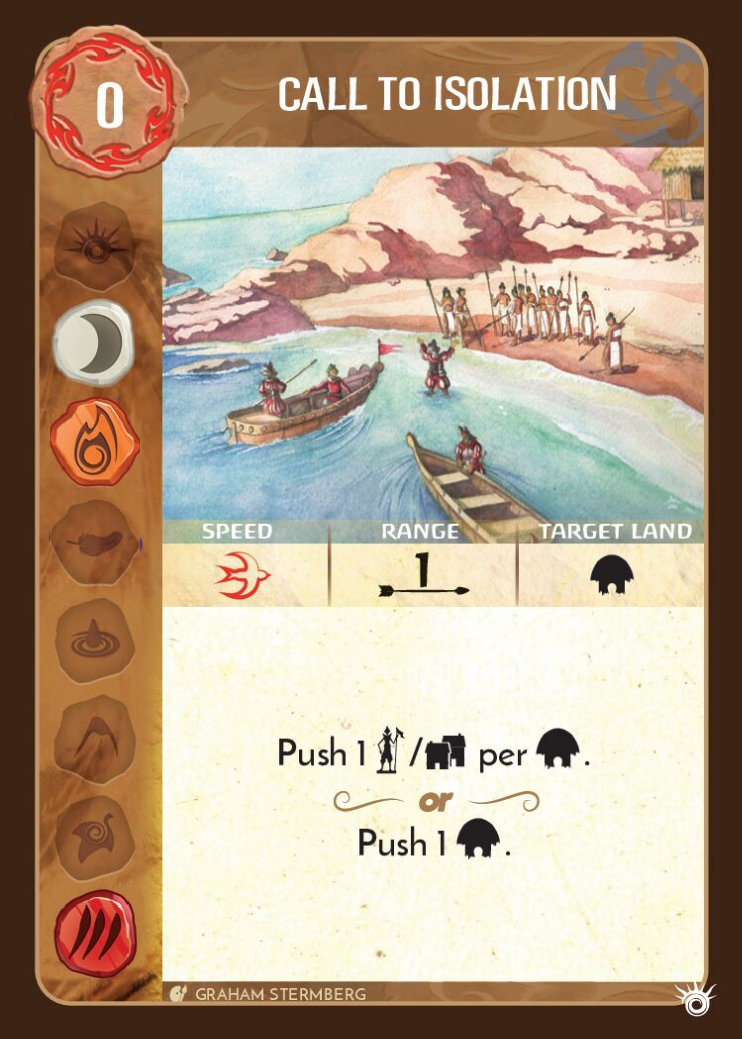 0
CALL TO ISOLATION
SPEED RANGE TARGET LAND
1
Push 1 / per .
or
Push 1 .
GRAHAM STERMBERG